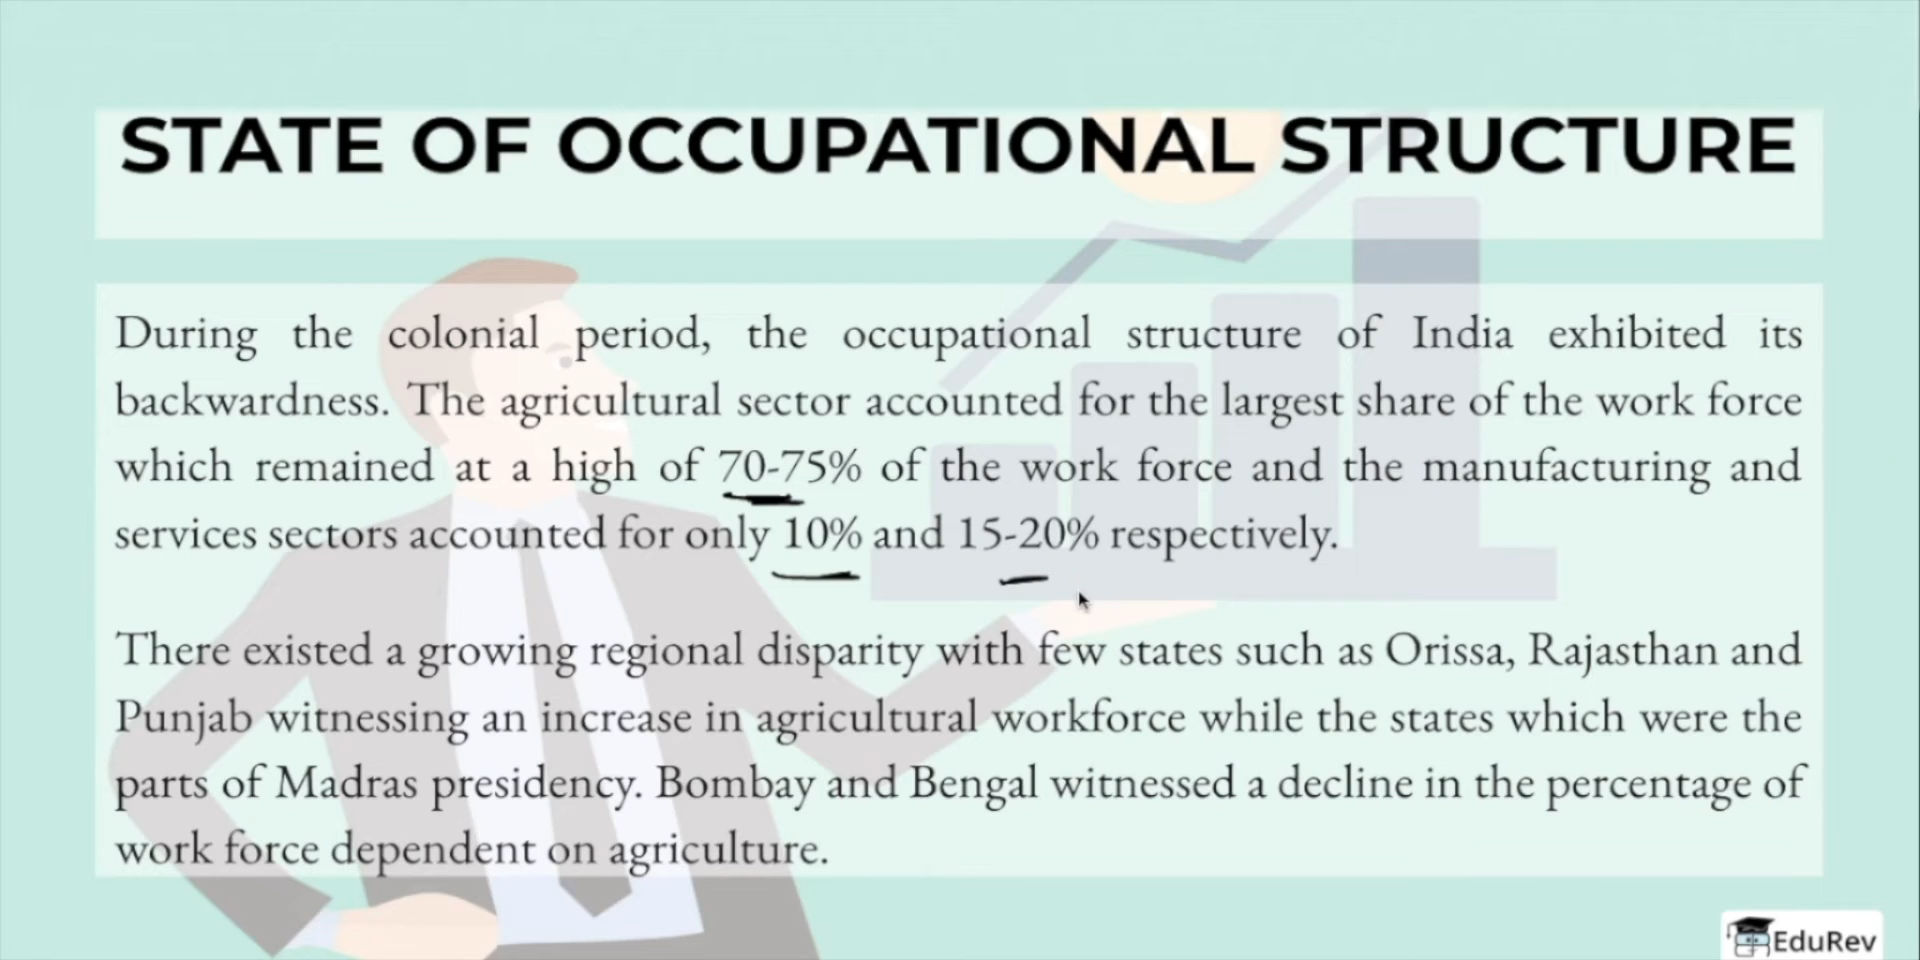 STATE OF OCCUPATIONAL STRUCTURE
During the colonial period, the occupational structure of India exhibited its
backwardness. The agricultural sector accounted for the largest share of the work force
which remained at a high of 70-75% of the work force and the manufacturing and
services sectors accounted for only 10% and 15-20% respectively.
There existed a growing regional disparity with few states such as Orissa, Rajasthan and
Punjab witnessing an increase in agricultural workforce while the states which were the
parts of Madras presidency. Bombay and Bengal witnessed a decline in the percentage of
work force dependent on agriculture.
EduRev